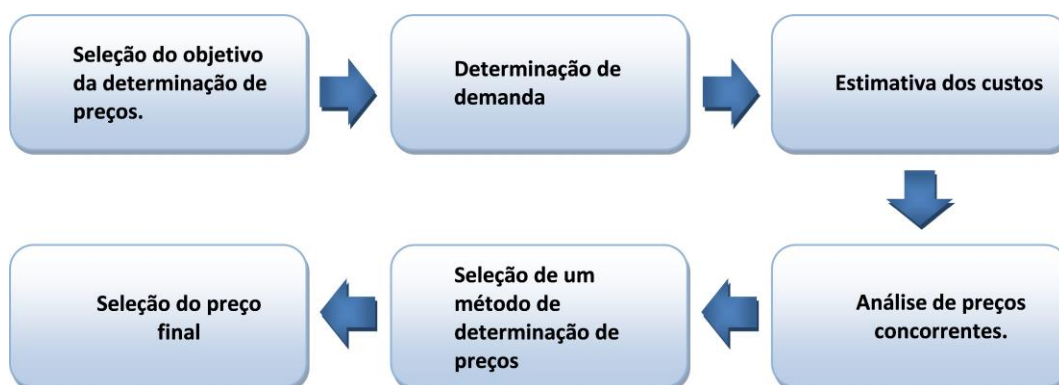 Seleção do objetivo
da determinação de
preços.
Determinação de
demanda
Estimativa dos custos
Análise de preços
concorrentes.
Seleção de um
método de
determinação de
preços
Seleção do preço
final